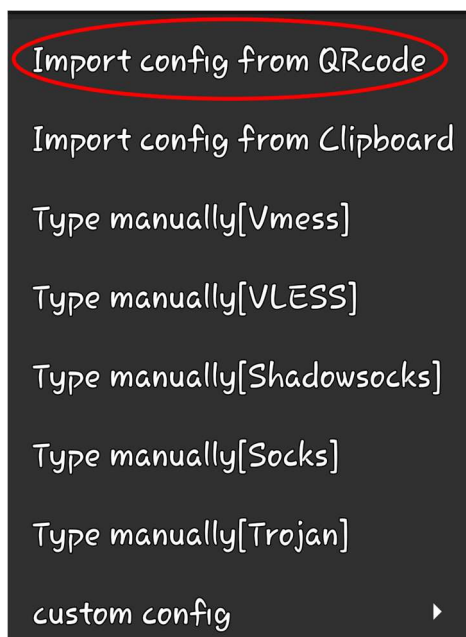 Import config from QRcode
Import config from Clipboard
Type manually[Vmess]
Type manually[VLESS]
Type manually[Shadowsocks]
Type manually[Socks]
Type manually[Trojan]
custom config